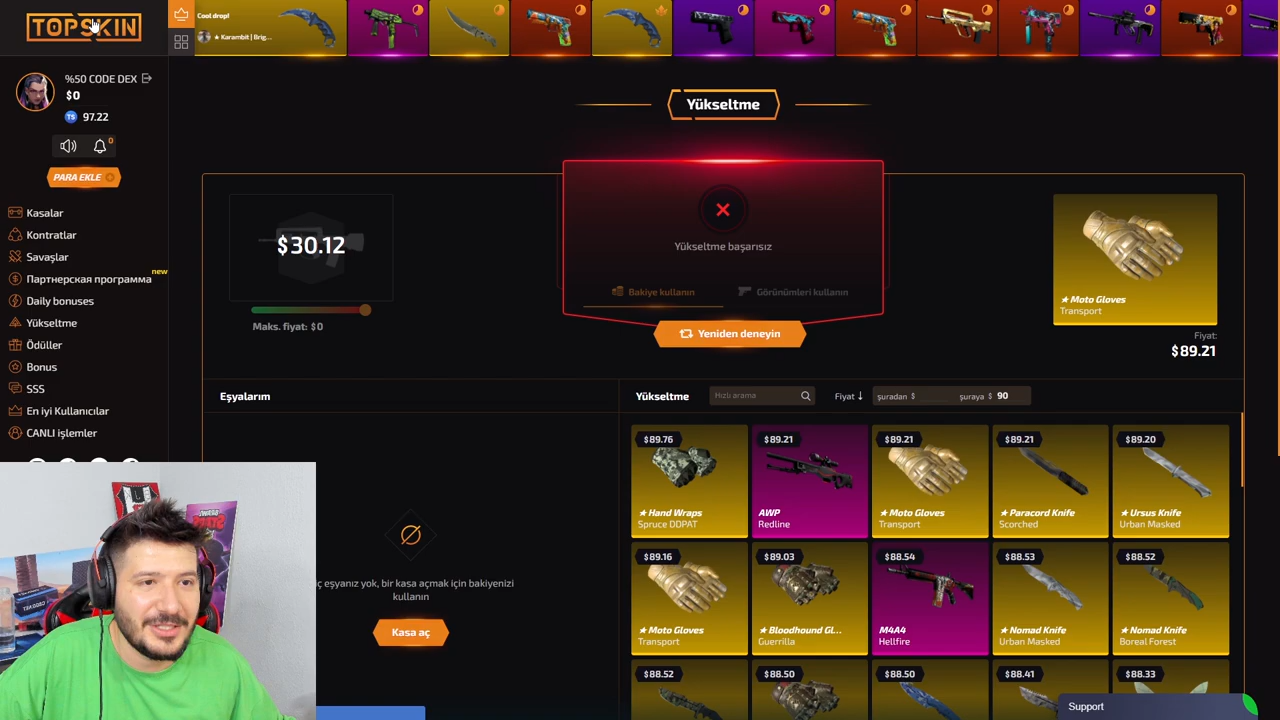 TOPSKIN
Cool drop!
★ Karambit | Brig...
%50 CODE DEX
$0
TS 97.22
0
PARA EKLE
Kasalar
Kontratlar
Savaşlar
Партнерская программа new
Daily bonuses
Yükseltme
Ödüller
Bonus
SSS
En iyi Kullanıcılar
CANLI işlemler
Yükseltme
$30.12
Maks. fiyat: $0
Yükseltme başarısız
Bakiye kullanın
Görünümleri kullanın
Yeniden deneyin
★ Moto Gloves
Transport
Fiyat:
$89.21
Eşyalarım
iç eşyanız yok, bir kasa açmak için bakiyenizi
kullanın
Kasa aç
Yükseltme
Hızlı arama
Fiyat ↓
şuradan $
şuraya $ 90
$89.76
★ Hand Wraps
Spruce DDPAT
$89.21
AWP
Redline
$89.21
★ Moto Gloves
Transport
$89.21
★ Paracord Knife
Scorched
$89.20
★ Ursus Knife
Urban Masked
$89.16
★ Moto Gloves
Transport
$89.03
★ Bloodhound Gl...
Guerrilla
$88.54
M4A4
Hellfire
$88.53
★ Nomad Knife
Urban Masked
$88.52
★ Nomad Knife
Boreal Forest
$88.52
$88.50
$88.50
$88.41
$88.33
Support